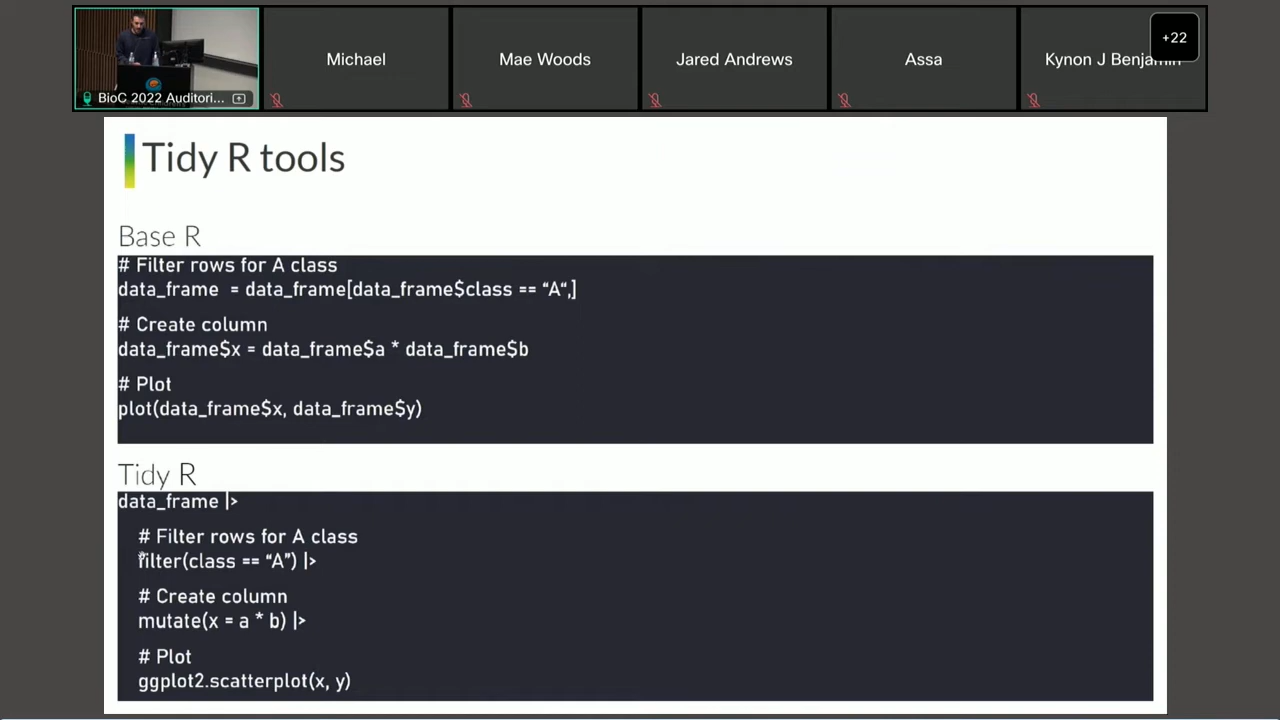 BioC 2022 Auditori...
Michael
Mae Woods
Jared Andrews
Assa
Kynon J Benjamin
+22
Tidy R tools
Base R
# Filter rows for A class
data_frame = data_frame[data_frame$class == “A“,]
# Create column
data_frame$x = data_frame$a * data_frame$b
# Plot
plot(data_frame$x, data_frame$y)
Tidy R
data_frame |>
# Filter rows for A class
filter(class == “A”) |>
# Create column
mutate(x = a * b) |>
# Plot
ggplot2.scatterplot(x, y)